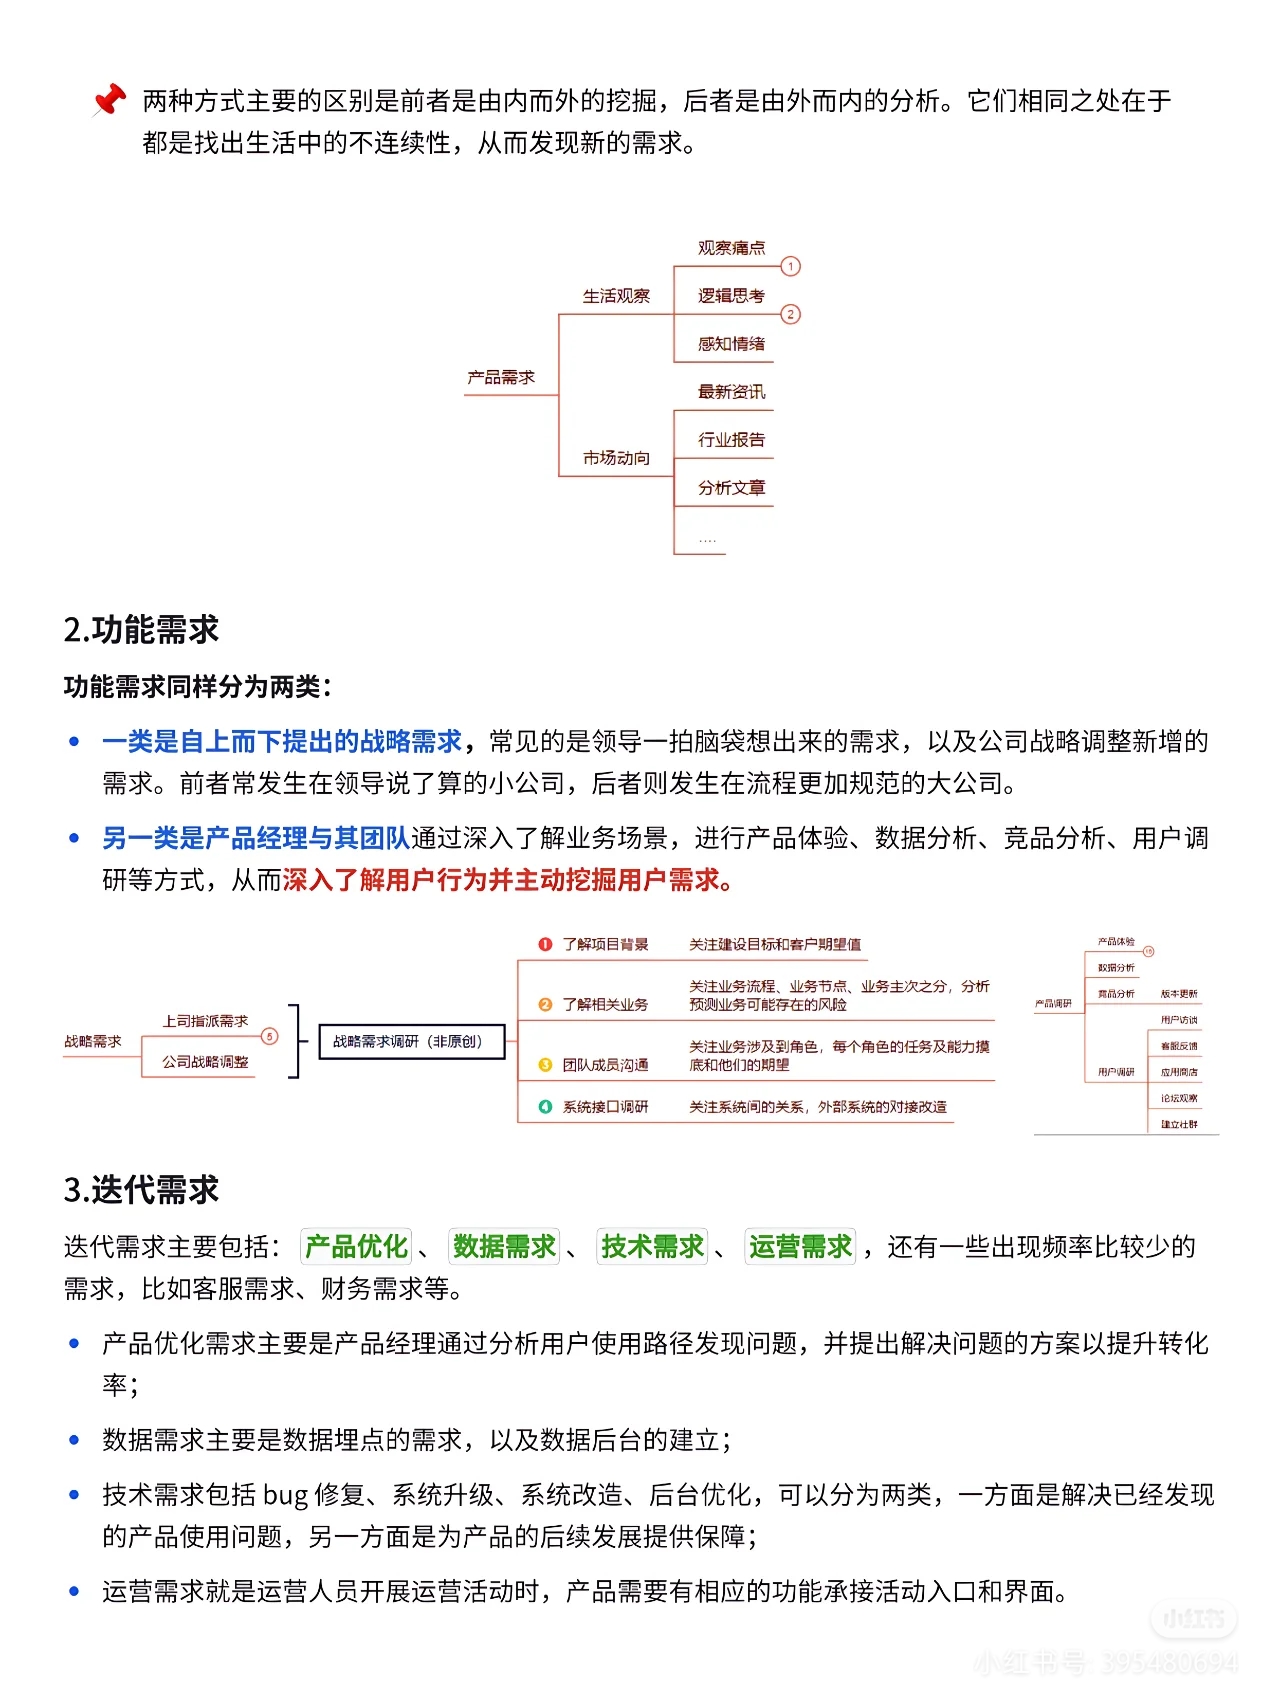 两种方式主要的区别是前者是由内而外的挖掘，后者是由外而内的分析。它们相同之处在于
都是找出生活中的不连续性，从而发现新的需求。
产品需求
生活观察
观察痛点
1
逻辑思考
2
感知情绪
市场动向
最新资讯
行业报告
分析文章
....
2.功能需求
功能需求同样分为两类：
• 一类是自上而下提出的战略需求，常见的是领导一拍脑袋想出来的需求，以及公司战略调整新增的
需求。前者常发生在领导说了算的小公司，后者则发生在流程更加规范的大公司。
• 另一类是产品经理与其团队通过深入了解业务场景，进行产品体验、数据分析、竞品分析、用户调
研等方式，从而深入了解用户行为并主动挖掘用户需求。
战略需求
上司指派需求
5
公司战略调整
战略需求调研（非原创）
1 了解项目背景 关注建设目标和客户期望值
2 了解相关业务 关注业务流程、业务节点、业务主次之分，分析
预测业务可能存在的风险
3 团队成员沟通 关注业务涉及到角色，每个角色的任务及能力摸
底和他们的期望
4 系统接口调研 关注系统间的关系，外部系统的对接改造
产品调研
产品体验
数据分析
竞品分析 版本更新
用户调研
用户访谈
客服反馈
应用商店
论坛观察
建立社群
3.迭代需求
迭代需求主要包括： 产品优化 、 数据需求 、 技术需求 、 运营需求 ，还有一些出现频率比较少的
需求，比如客服需求、财务需求等。
• 产品优化需求主要是产品经理通过分析用户使用路径发现问题，并提出解决问题的方案以提升转化
率；
• 数据需求主要是数据埋点的需求，以及数据后台的建立；
• 技术需求包括 bug 修复、系统升级、系统改造、后台优化，可以分为两类，一方面是解决已经发现
的产品使用问题，另一方面是为产品的后续发展提供保障；
• 运营需求就是运营人员开展运营活动时，产品需要有相应的功能承接活动入口和界面。
小红书
小红书号: 395480694